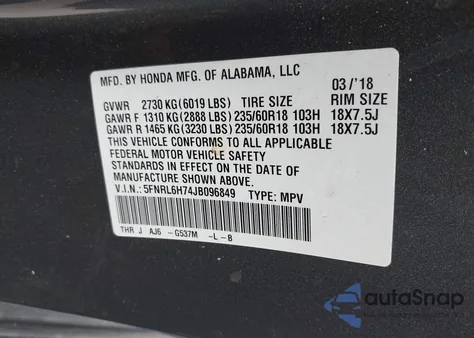 MFD. BY HONDA MFG. OF ALABAMA, LLC
03/'18
GVWR 2730 KG (6019 LBS) TIRE SIZE RIM SIZE
GAWR F 1310 KG (2888 LBS) 235/60R18 103H 18X7.5J
GAWR R 1465 KG (3230 LBS) 235/60R18 103H 18X7.5J
THIS VEHICLE CONFORMS TO ALL APPLICABLE
FEDERAL MOTOR VEHICLE SAFETY
STANDARDS IN EFFECT ON THE DATE OF
MANUFACTURE SHOWN ABOVE.
V.I.N.: 5FNRL6H74JB096849 TYPE: MPV
THR J AJ6 -G537M -L-B
autoSnap